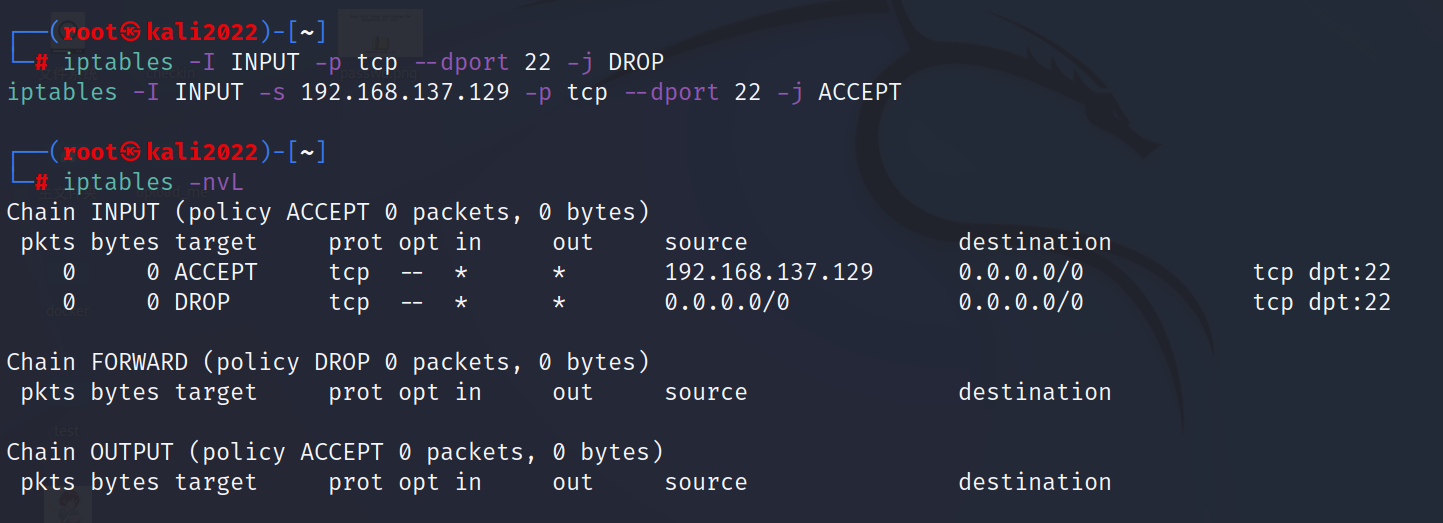 ┌──(root㉿kali2022)-[~]
└─# iptables -I INPUT -p tcp --dport 22 -j DROP
iptables -I INPUT -s 192.168.137.129 -p tcp --dport 22 -j ACCEPT
┌──(root㉿kali2022)-[~]
└─# iptables -nvL
Chain INPUT (policy ACCEPT 0 packets, 0 bytes)
 pkts bytes target     prot opt in     out     source               destination
    0     0 ACCEPT     tcp  --  *      *       192.168.137.129      0.0.0.0/0            tcp dpt:22
    0     0 DROP       tcp  --  *      *       0.0.0.0/0            0.0.0.0/0            tcp dpt:22
Chain FORWARD (policy DROP 0 packets, 0 bytes)
 pkts bytes target     prot opt in     out     source               destination
Chain OUTPUT (policy ACCEPT 0 packets, 0 bytes)
 pkts bytes target     prot opt in     out     source               destination